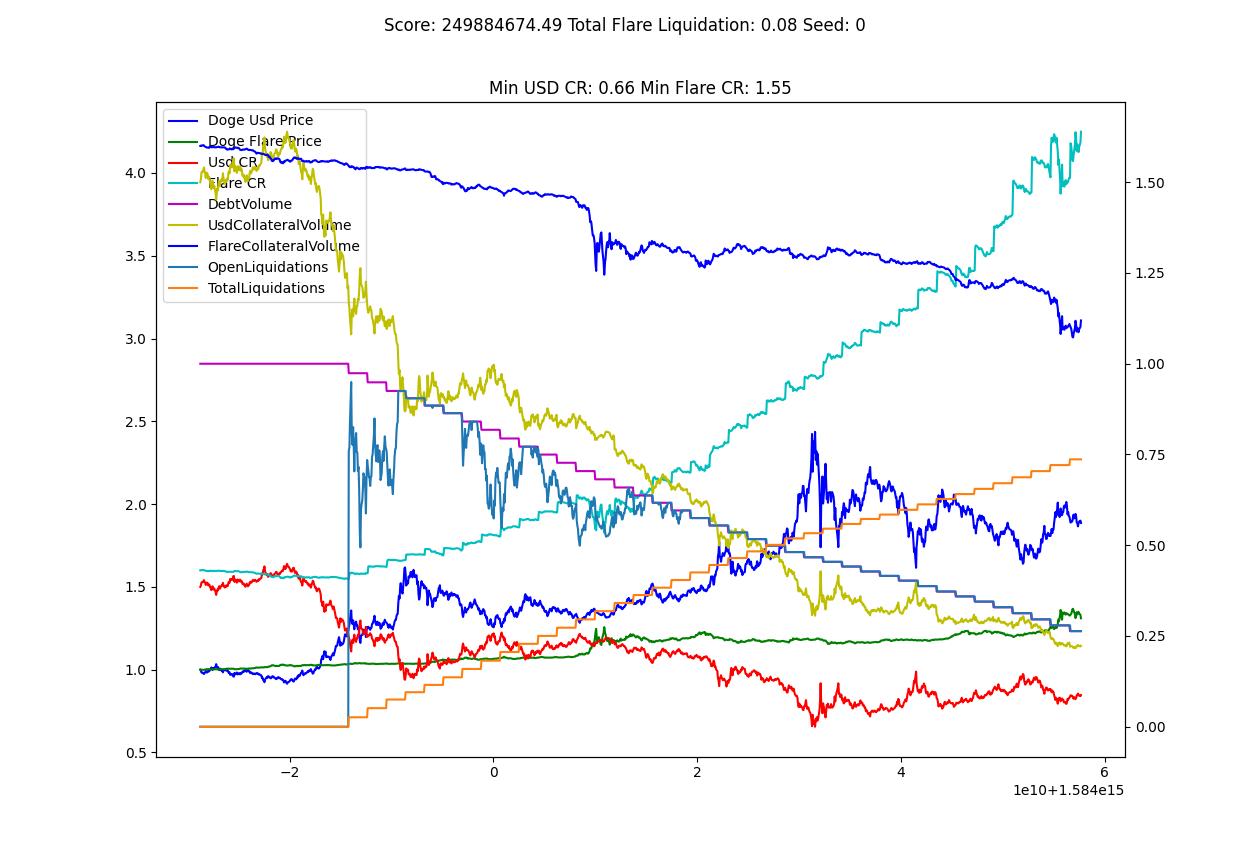 Score: 249884674.49 Total Flare Liquidation: 0.08 Seed: 0
Min USD CR: 0.66 Min Flare CR: 1.55
Doge Usd Price
Doge Flare Price
Usd CR
Flare CR
DebtVolume
UsdCollateralVolume
FlareCollateralVolume
OpenLiquidations
TotalLiquidations
4.0
3.5
3.0
2.5
2.0
1.5
1.0
0.5
1.50
1.25
1.00
0.75
0.50
0.25
0.00
−2 0 2 4 6
1e10+1.584e15